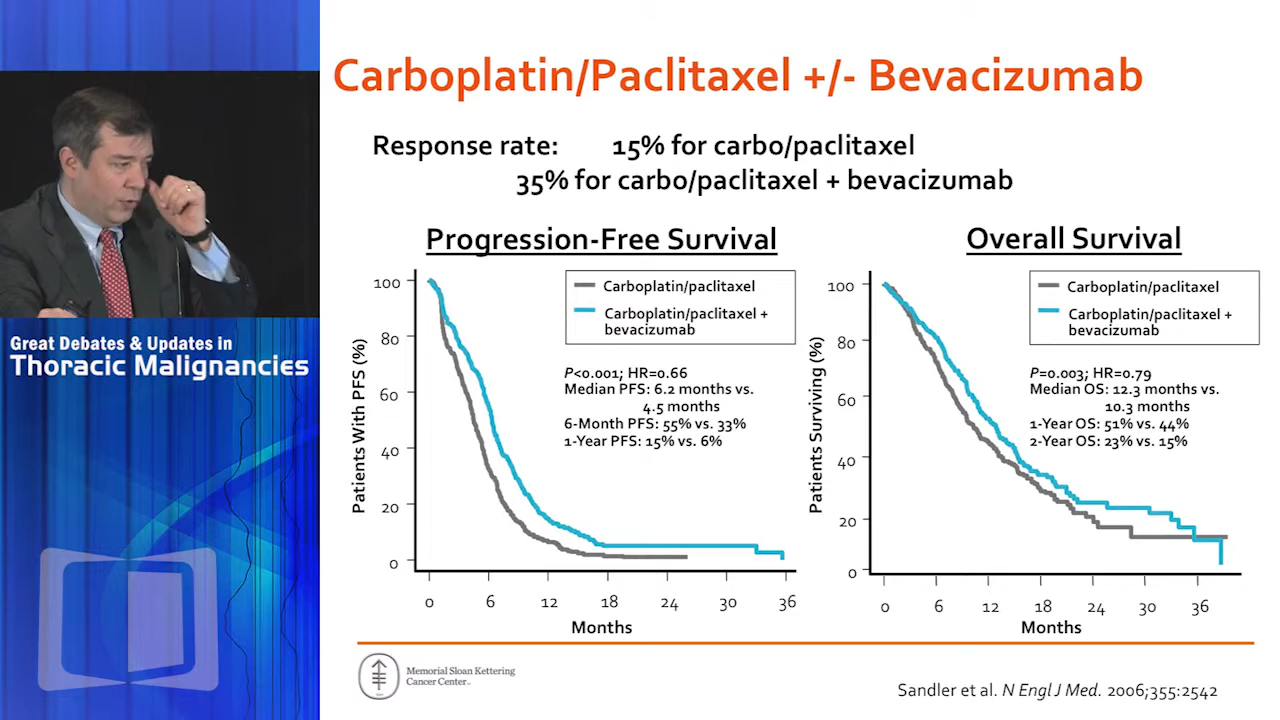 Carboplatin/Paclitaxel +/- Bevacizumab
Response rate: 15% for carbo/paclitaxel
35% for carbo/paclitaxel + bevacizumab
Progression-Free Survival
100
80
60
40
20
0
Patients With PFS (%)
Carboplatin/paclitaxel
Carboplatin/paclitaxel +
bevacizumab
P<0.001; HR=0.66
Median PFS: 6.2 months vs.
4.5 months
6-Month PFS: 55% vs. 33%
1-Year PFS: 15% vs. 6%
0 6 12 18 24 30 36
Months
Overall Survival
100
80
60
40
20
0
Patients Surviving (%)
Carboplatin/paclitaxel
Carboplatin/paclitaxel +
bevacizumab
P=0.003; HR=0.79
Median OS: 12.3 months vs.
10.3 months
1-Year OS: 51% vs. 44%
2-Year OS: 23% vs. 15%
0 6 12 18 24 30 36
Months
Great Debates & Updates in
Thoracic Malignancies
Memorial Sloan Kettering
Cancer Center
Sandler et al. N Engl J Med. 2006;355:2542